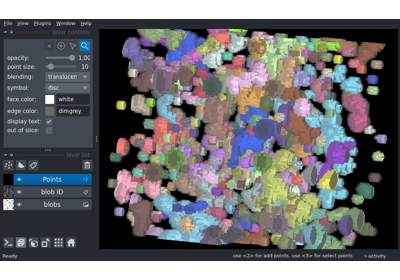 File View Plugins Window Help
layer controls
opacity: 1.00
point size: 10
blending: translucen
symbol: disc
face color: white
edge color: dimgrey
display text:
out of slice:
layer list
Points
blob ID
blobs
use <2> for add points, use <3> for select points
activity